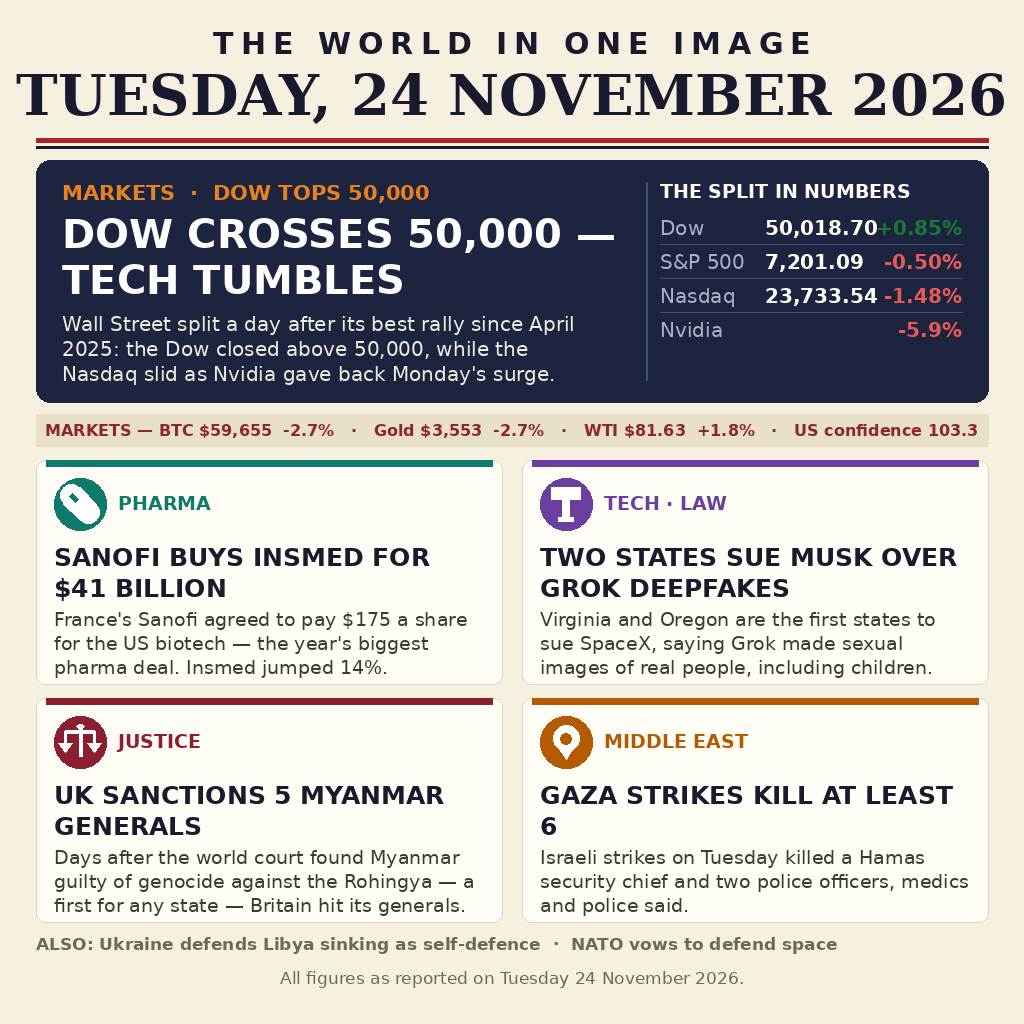 THE WORLD IN ONE IMAGE
TUESDAY, 24 NOVEMBER 2026
MARKETS · DOW TOPS 50,000
DOW CROSSES 50,000 —
TECH TUMBLES
Wall Street split a day after its best rally since April
2025: the Dow closed above 50,000, while the
Nasdaq slid as Nvidia gave back Monday's surge.
THE SPLIT IN NUMBERS
Dow 50,018.70 +0.85%
S&P 500 7,201.09 -0.50%
Nasdaq 23,733.54 -1.48%
Nvidia -5.9%
MARKETS — BTC $59,655 -2.7% · Gold $3,553 -2.7% · WTI $81.63 +1.8% · US confidence 103.3
PHARMA
SANOFI BUYS INSMED FOR
$41 BILLION
France's Sanofi agreed to pay $175 a share
for the US biotech — the year's biggest
pharma deal. Insmed jumped 14%.
TECH · LAW
TWO STATES SUE MUSK OVER
GROK DEEPFAKES
Virginia and Oregon are the first states to
sue SpaceX, saying Grok made sexual
images of real people, including children.
JUSTICE
UK SANCTIONS 5 MYANMAR
GENERALS
Days after the world court found Myanmar
guilty of genocide against the Rohingya — a
first for any state — Britain hit its generals.
MIDDLE EAST
GAZA STRIKES KILL AT LEAST
6
Israeli strikes on Tuesday killed a Hamas
security chief and two police officers, medics
and police said.
ALSO: Ukraine defends Libya sinking as self-defence · NATO vows to defend space
All figures as reported on Tuesday 24 November 2026.